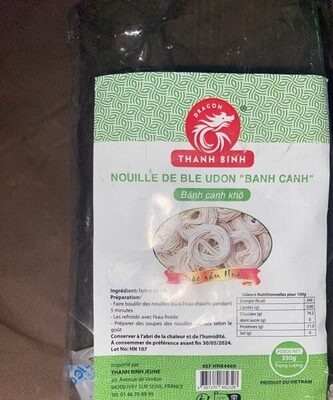 DRAGON
®
THANH BINH
NOUILLE DE BLE UDON "BANH CANH"
Bánh canh khô
Ingrédient:
Préparation:
- Faire bouillir des nouilles dans l'eau chaude pendant
5 minutes
- Les refroidir avec l'eau froide
- Préparer des soupes des nouilles selon le
goût
Conserver à l'abri de la chaleur et de l'humidité.
À consommer de préférence avant fin 30/05/2024.
Lot No: HN 107
Valeurs Nutritionnelles pour 100g
Energie (Kcal)
Lipides (g)
Glucides (g)
dont sucre (g)
Protéines (g)
Sel (g)
Importé par
THANH BINH JEUNE
20, Avenue de Verdun
94200 IVRY SUR SEINE, FRANCE
Tél: 01 46 70 89 99
REF:HNB4460
POIDS NET
350g
Trọng Lượng
PRODUIT DU VIETNAM